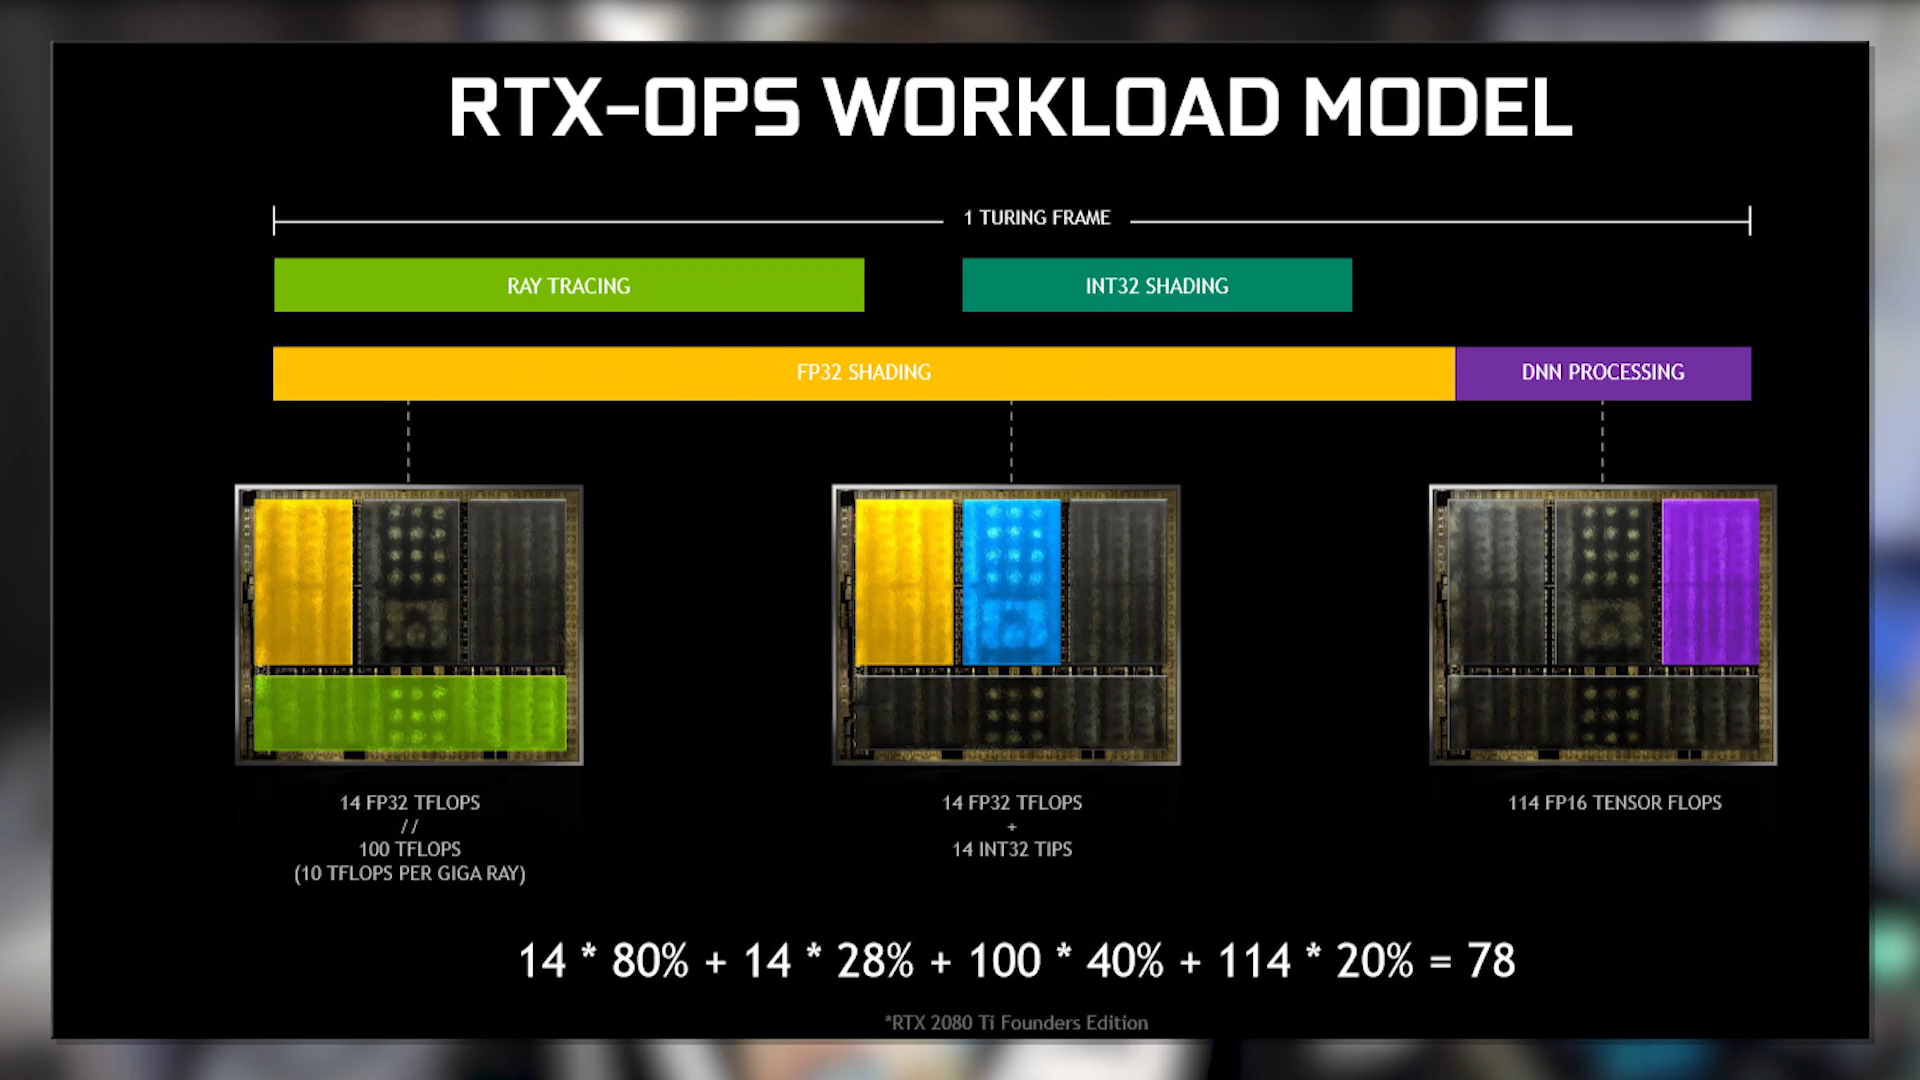 RTX-OPS WORKLOAD MODEL
1 TURING FRAME
RAY TRACING
INT32 SHADING
FP32 SHADING
DNN PROCESSING
14 FP32 TFLOPS
//
100 TFLOPS
(10 TFLOPS PER GIGA RAY)
14 FP32 TFLOPS
+
14 INT32 TIPS
114 FP16 TENSOR FLOPS
14 * 80% + 14 * 28% + 100 * 40% + 114 * 20% = 78
*RTX 2080 Ti Founders Edition